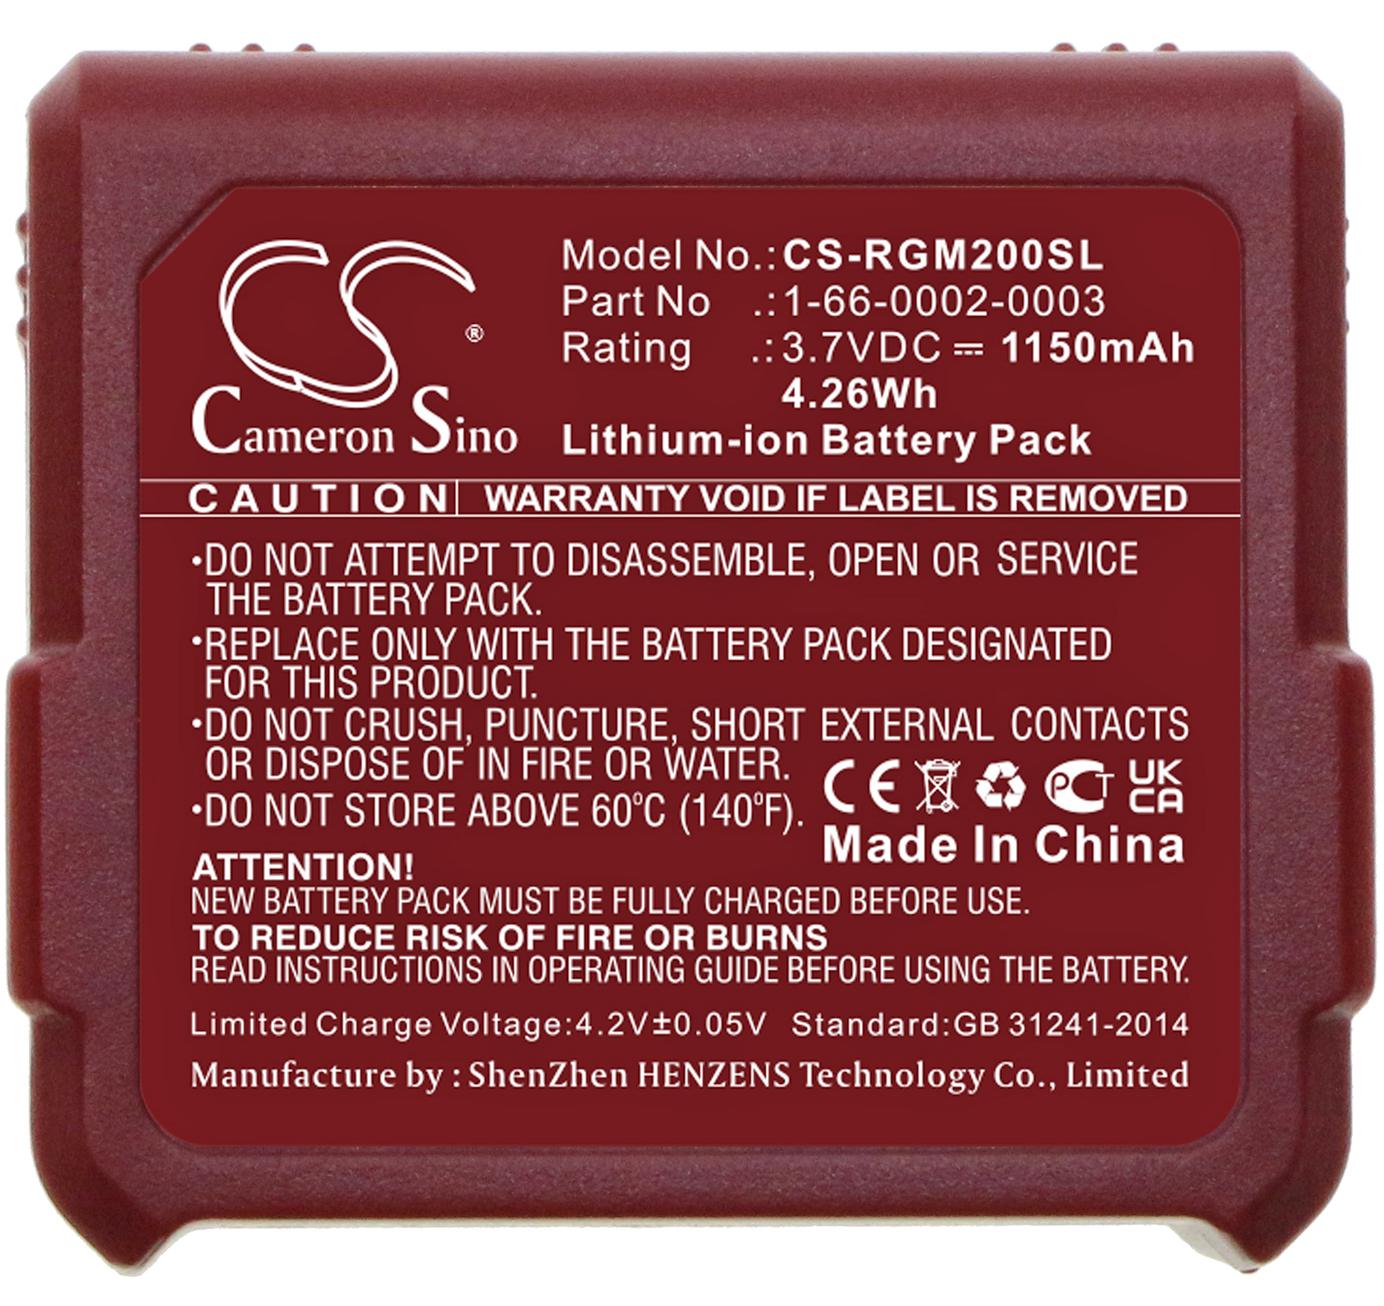 CS®
Cameron Sino
Model No.:CS-RGM200SL
Part No .:1-66-0002-0003
Rating .:3.7VDC ⎓ 1150mAh
4.26Wh
Lithium-ion Battery Pack
CAUTION| WARRANTY VOID IF LABEL IS REMOVED
•DO NOT ATTEMPT TO DISASSEMBLE, OPEN OR SERVICE
THE BATTERY PACK.
•REPLACE ONLY WITH THE BATTERY PACK DESIGNATED
FOR THIS PRODUCT.
•DO NOT CRUSH, PUNCTURE, SHORT EXTERNAL CONTACTS
OR DISPOSE OF IN FIRE OR WATER.
•DO NOT STORE ABOVE 60ºC (140ºF).
CE PCT UK
CA
Made In China
ATTENTION!
NEW BATTERY PACK MUST BE FULLY CHARGED BEFORE USE.
TO REDUCE RISK OF FIRE OR BURNS
READ INSTRUCTIONS IN OPERATING GUIDE BEFORE USING THE BATTERY.
Limited Charge Voltage:4.2V±0.05V Standard:GB 31241-2014
Manufacture by : ShenZhen HENZENS Technology Co., Limited